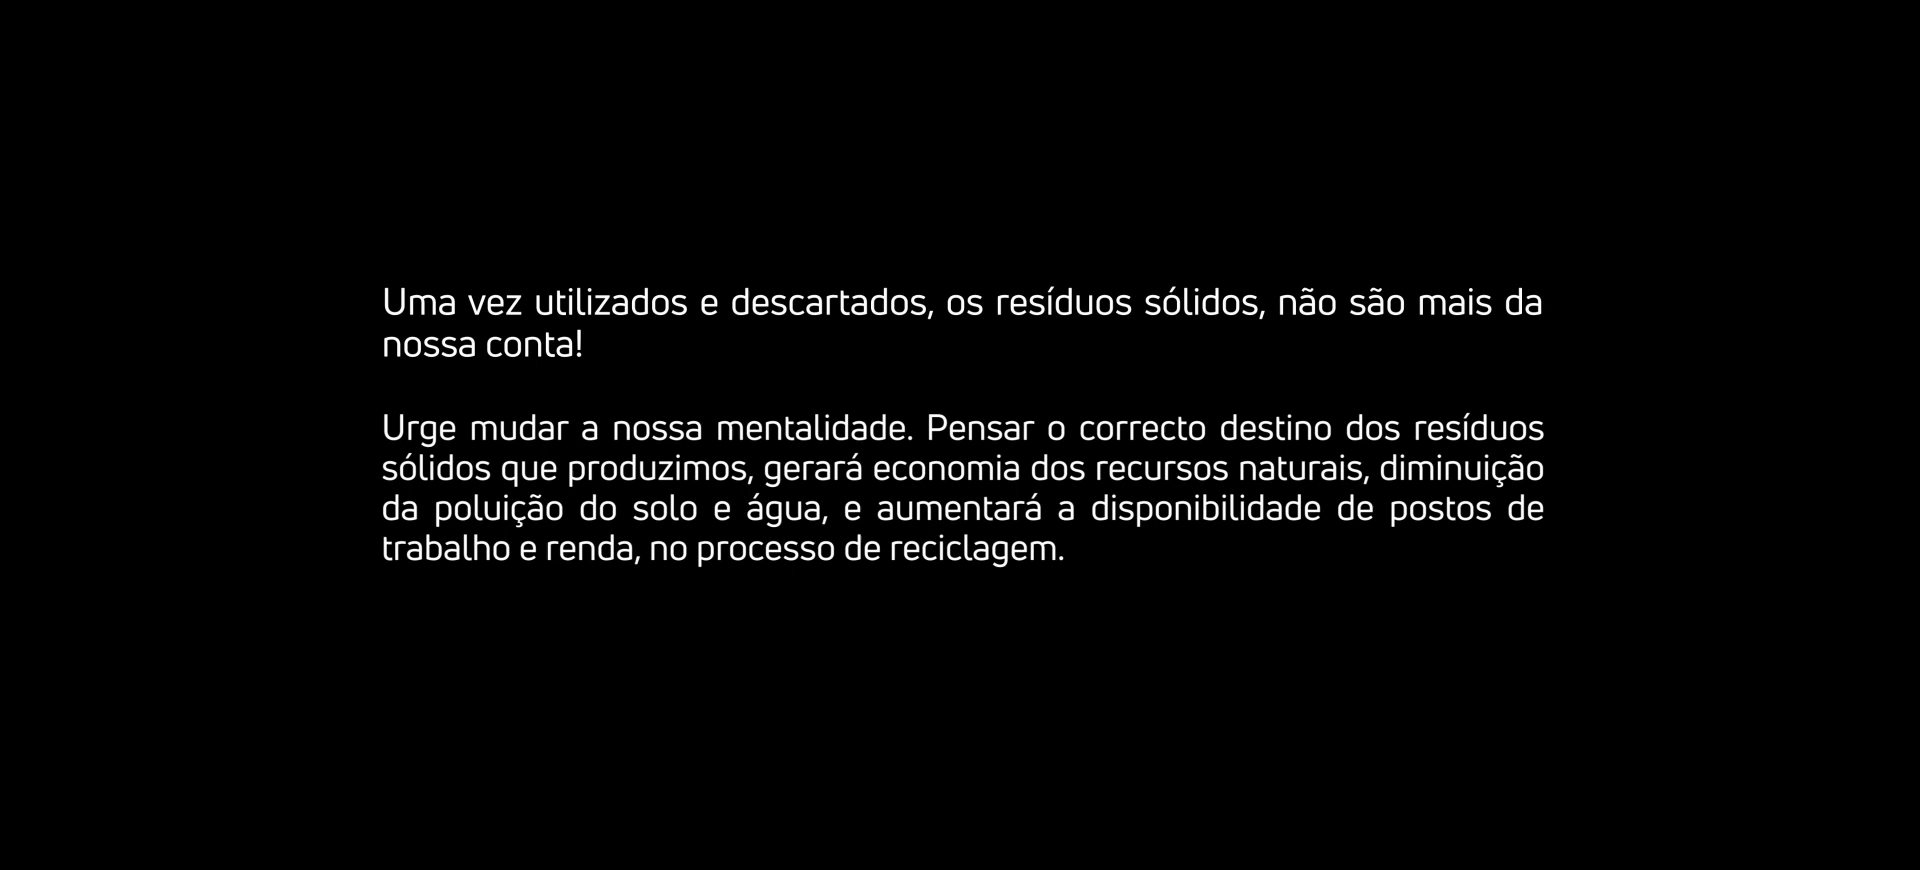 Uma vez utilizados e descartados, os resíduos sólidos, não são mais da
nossa conta!
Urge mudar a nossa mentalidade. Pensar o correcto destino dos resíduos
sólidos que produzimos, gerará economia dos recursos naturais, diminuição
da poluição do solo e água, e aumentará a disponibilidade de postos de
trabalho e renda, no processo de reciclagem.